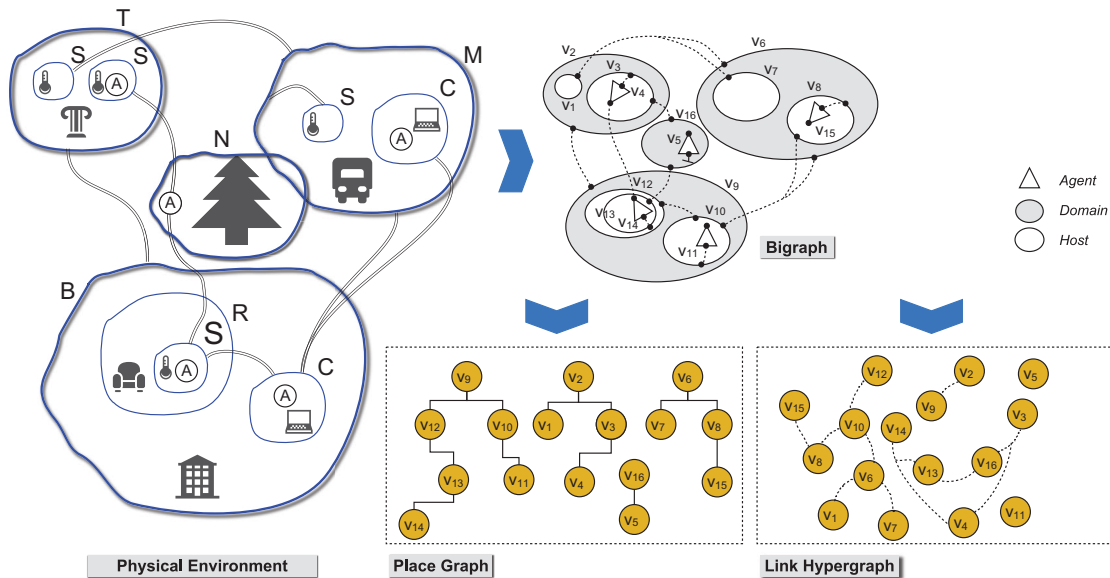 T
S S
A
M
S
C
A
N
A
B
R
S
A
C
A
Physical Environment
v2
v3
v4
v1
v16
v5
v6
v7
v8
v15
v12
v9
v13
v10
v14
v11
Bigraph
Agent
Domain
Host
v9 v2 v6
v12 v10 v1 v3 v7 v8
v13 v11 v4 v16 v15
v14 v5
Place Graph
v12 v2 v5
v15 v10 v14 v9 v3
v8 v6 v13 v16
v1 v7 v4 v11
Link Hypergraph